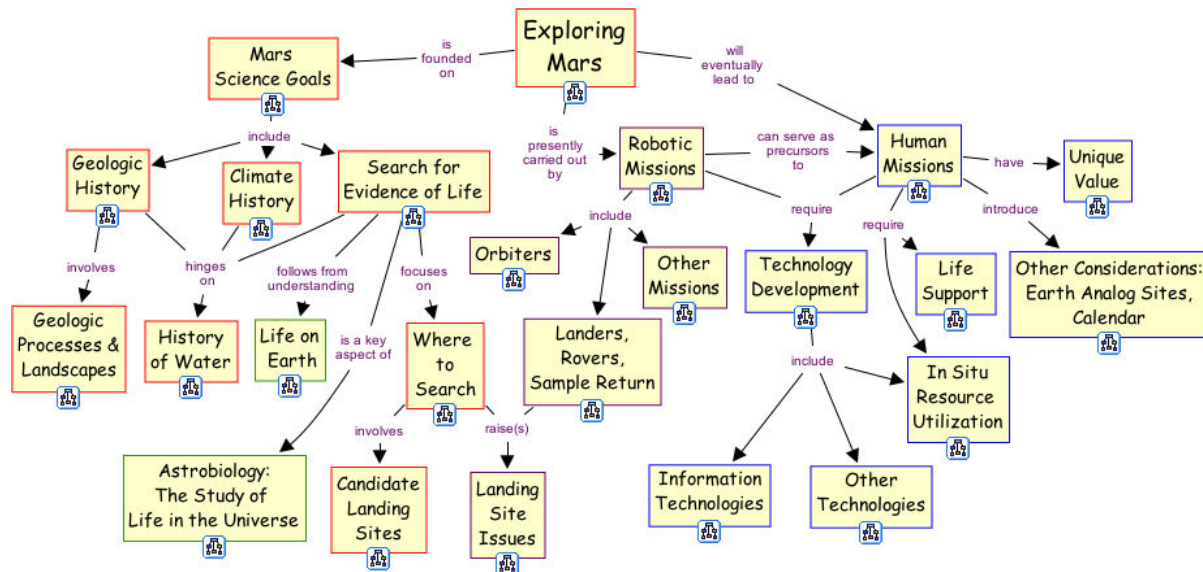 Exploring
Mars
is
founded
on
will
eventually
lead to
Mars
Science Goals
include
is
presently
carried out
by
Robotic
Missions
can serve as
precursors
to
Human
Missions
have
Unique
Value
Geologic
History
Climate
History
Search for
Evidence of Life
include
require
require
introduce
Orbiters
Other
Missions
Technology
Development
Life
Support
Other Considerations:
Earth Analog Sites,
Calendar
involves
hinges
on
follows from
understanding
focuses
on
Geologic
Processes &
Landscapes
History
of Water
Life on
Earth
is a key
aspect of
Where
to
Search
Landers,
Rovers,
Sample Return
include
In Situ
Resource
Utilization
involves
raise(s)
Astrobiology:
The Study of
Life in the Universe
Candidate
Landing
Sites
Landing
Site
Issues
Information
Technologies
Other
Technologies